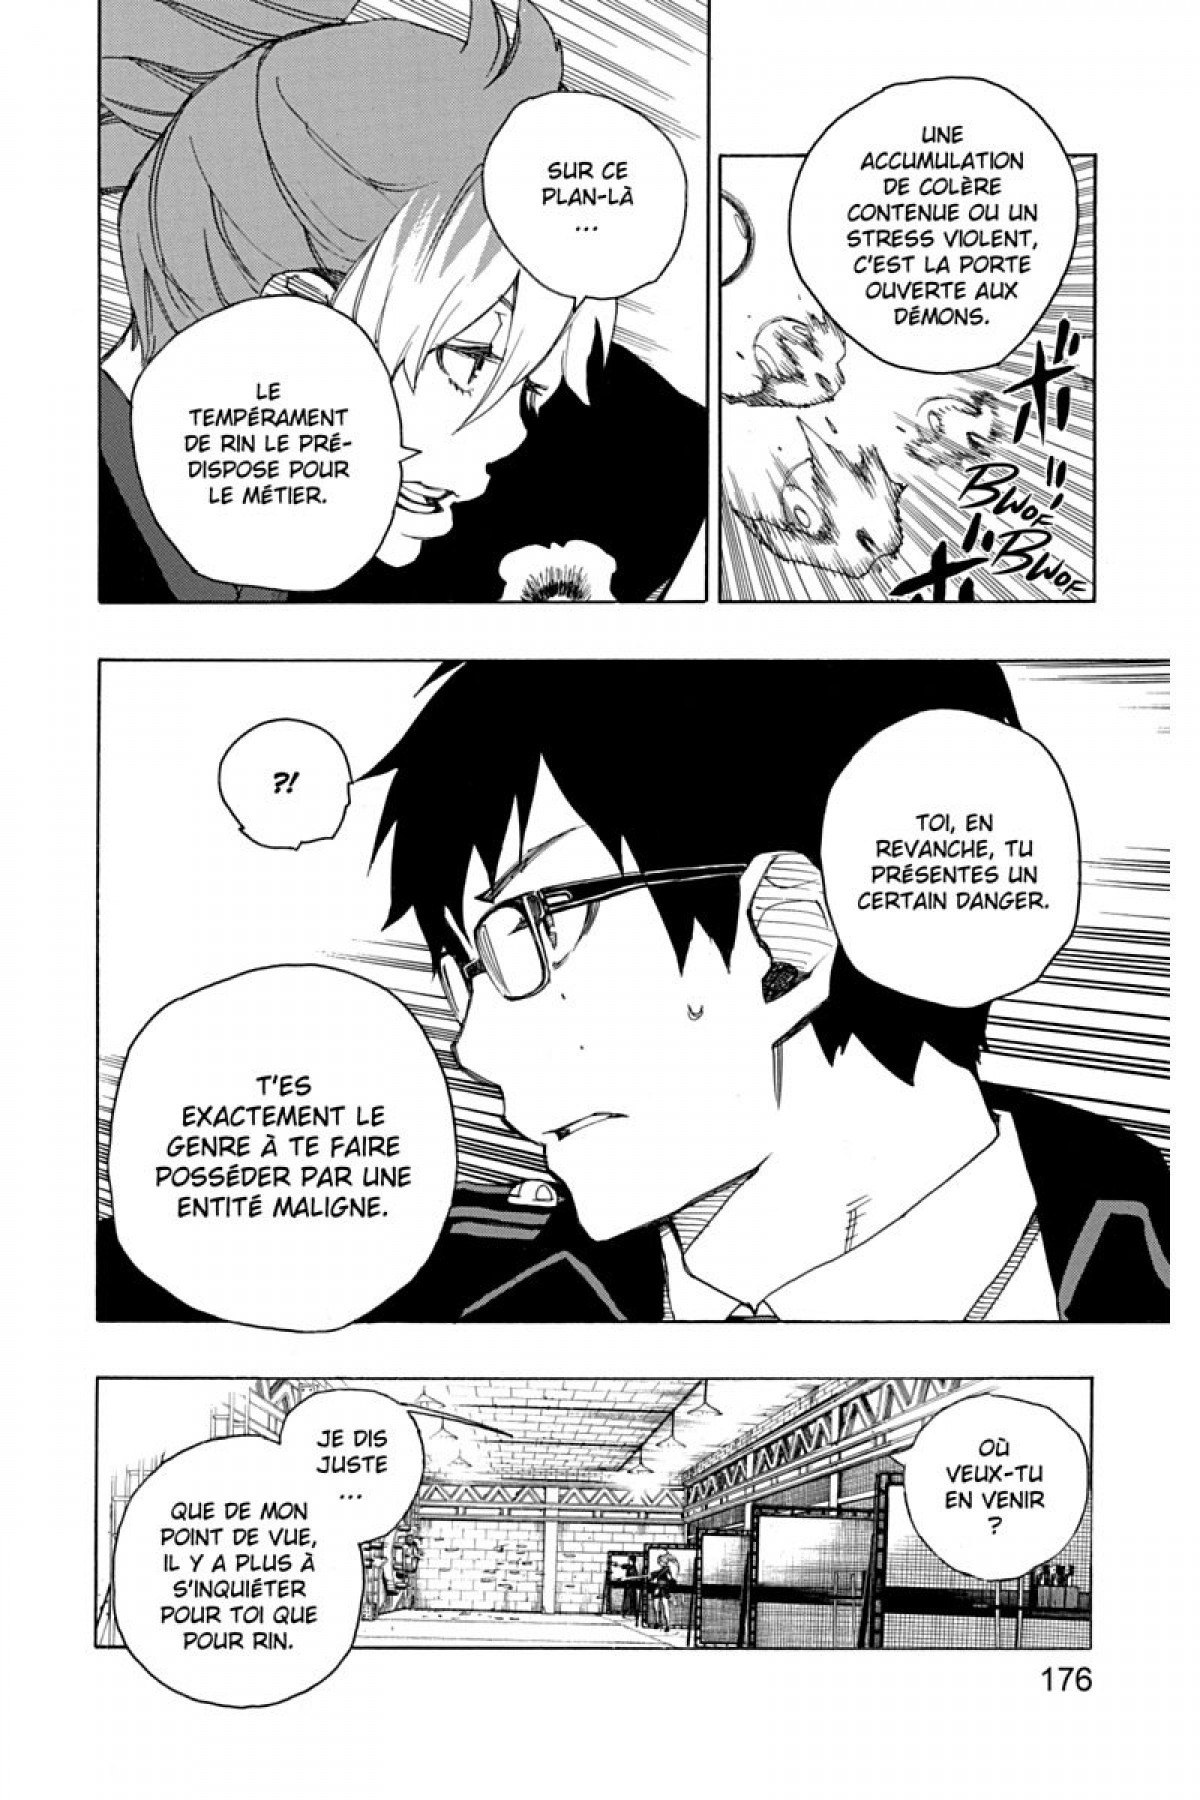 UNE
ACCUMULATION
DE COLÈRE
CONTENUE OU UN
STRESS VIOLENT,
C'EST LA PORTE
OUVERTE AUX
DÉMONS.
BWOF
BWOF
SUR CE
PLAN-LÀ
...
LE
TEMPÉRAMENT
DE RIN LE PRÉ-
DISPOSE POUR
LE MÉTIER.
TOI, EN
REVANCHE, TU
PRÉSENTES UN
CERTAIN DANGER.
?!
T'ES
EXACTEMENT LE
GENRE À TE FAIRE
POSSÉDER PAR UNE
ENTITÉ MALIGNE.
OÙ
VEUX-TU
EN VENIR
?
JE DIS
JUSTE
...
QUE DE MON
POINT DE VUE,
IL Y A PLUS À
S'INQUIÉTER
POUR TOI QUE
POUR RIN.
176